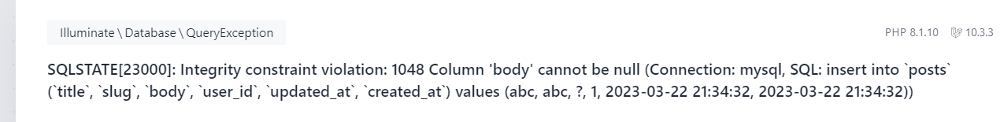 Illuminate\Database\QueryException
PHP 8.1.10 10.3.3
SQLSTATE[23000]: Integrity constraint violation: 1048 Column 'body' cannot be null (Connection: mysql, SQL: insert into `posts`
(`title`, `slug`, `body`, `user_id`, `updated_at`, `created_at`) values (abc, abc, ?, 1, 2023-03-22 21:34:32, 2023-03-22 21:34:32))